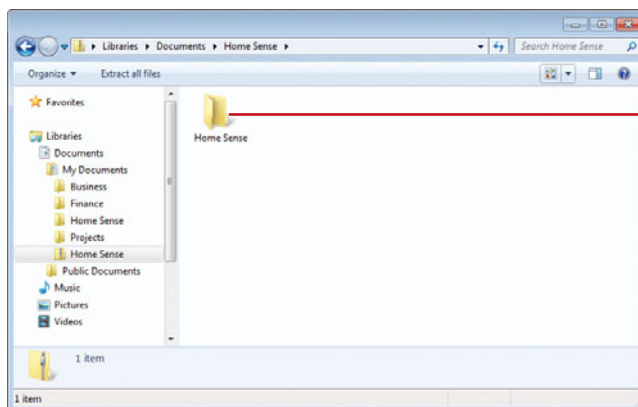 Libraries ▸ Documents ▸ Home Sense ▸
Search Home Sense
Organize
Extract all files
Favorites
Libraries
Documents
My Documents
Business
Finance
Home Sense
Projects
Home Sense
Public Documents
Music
Pictures
Videos
Home Sense
1 item
1 item